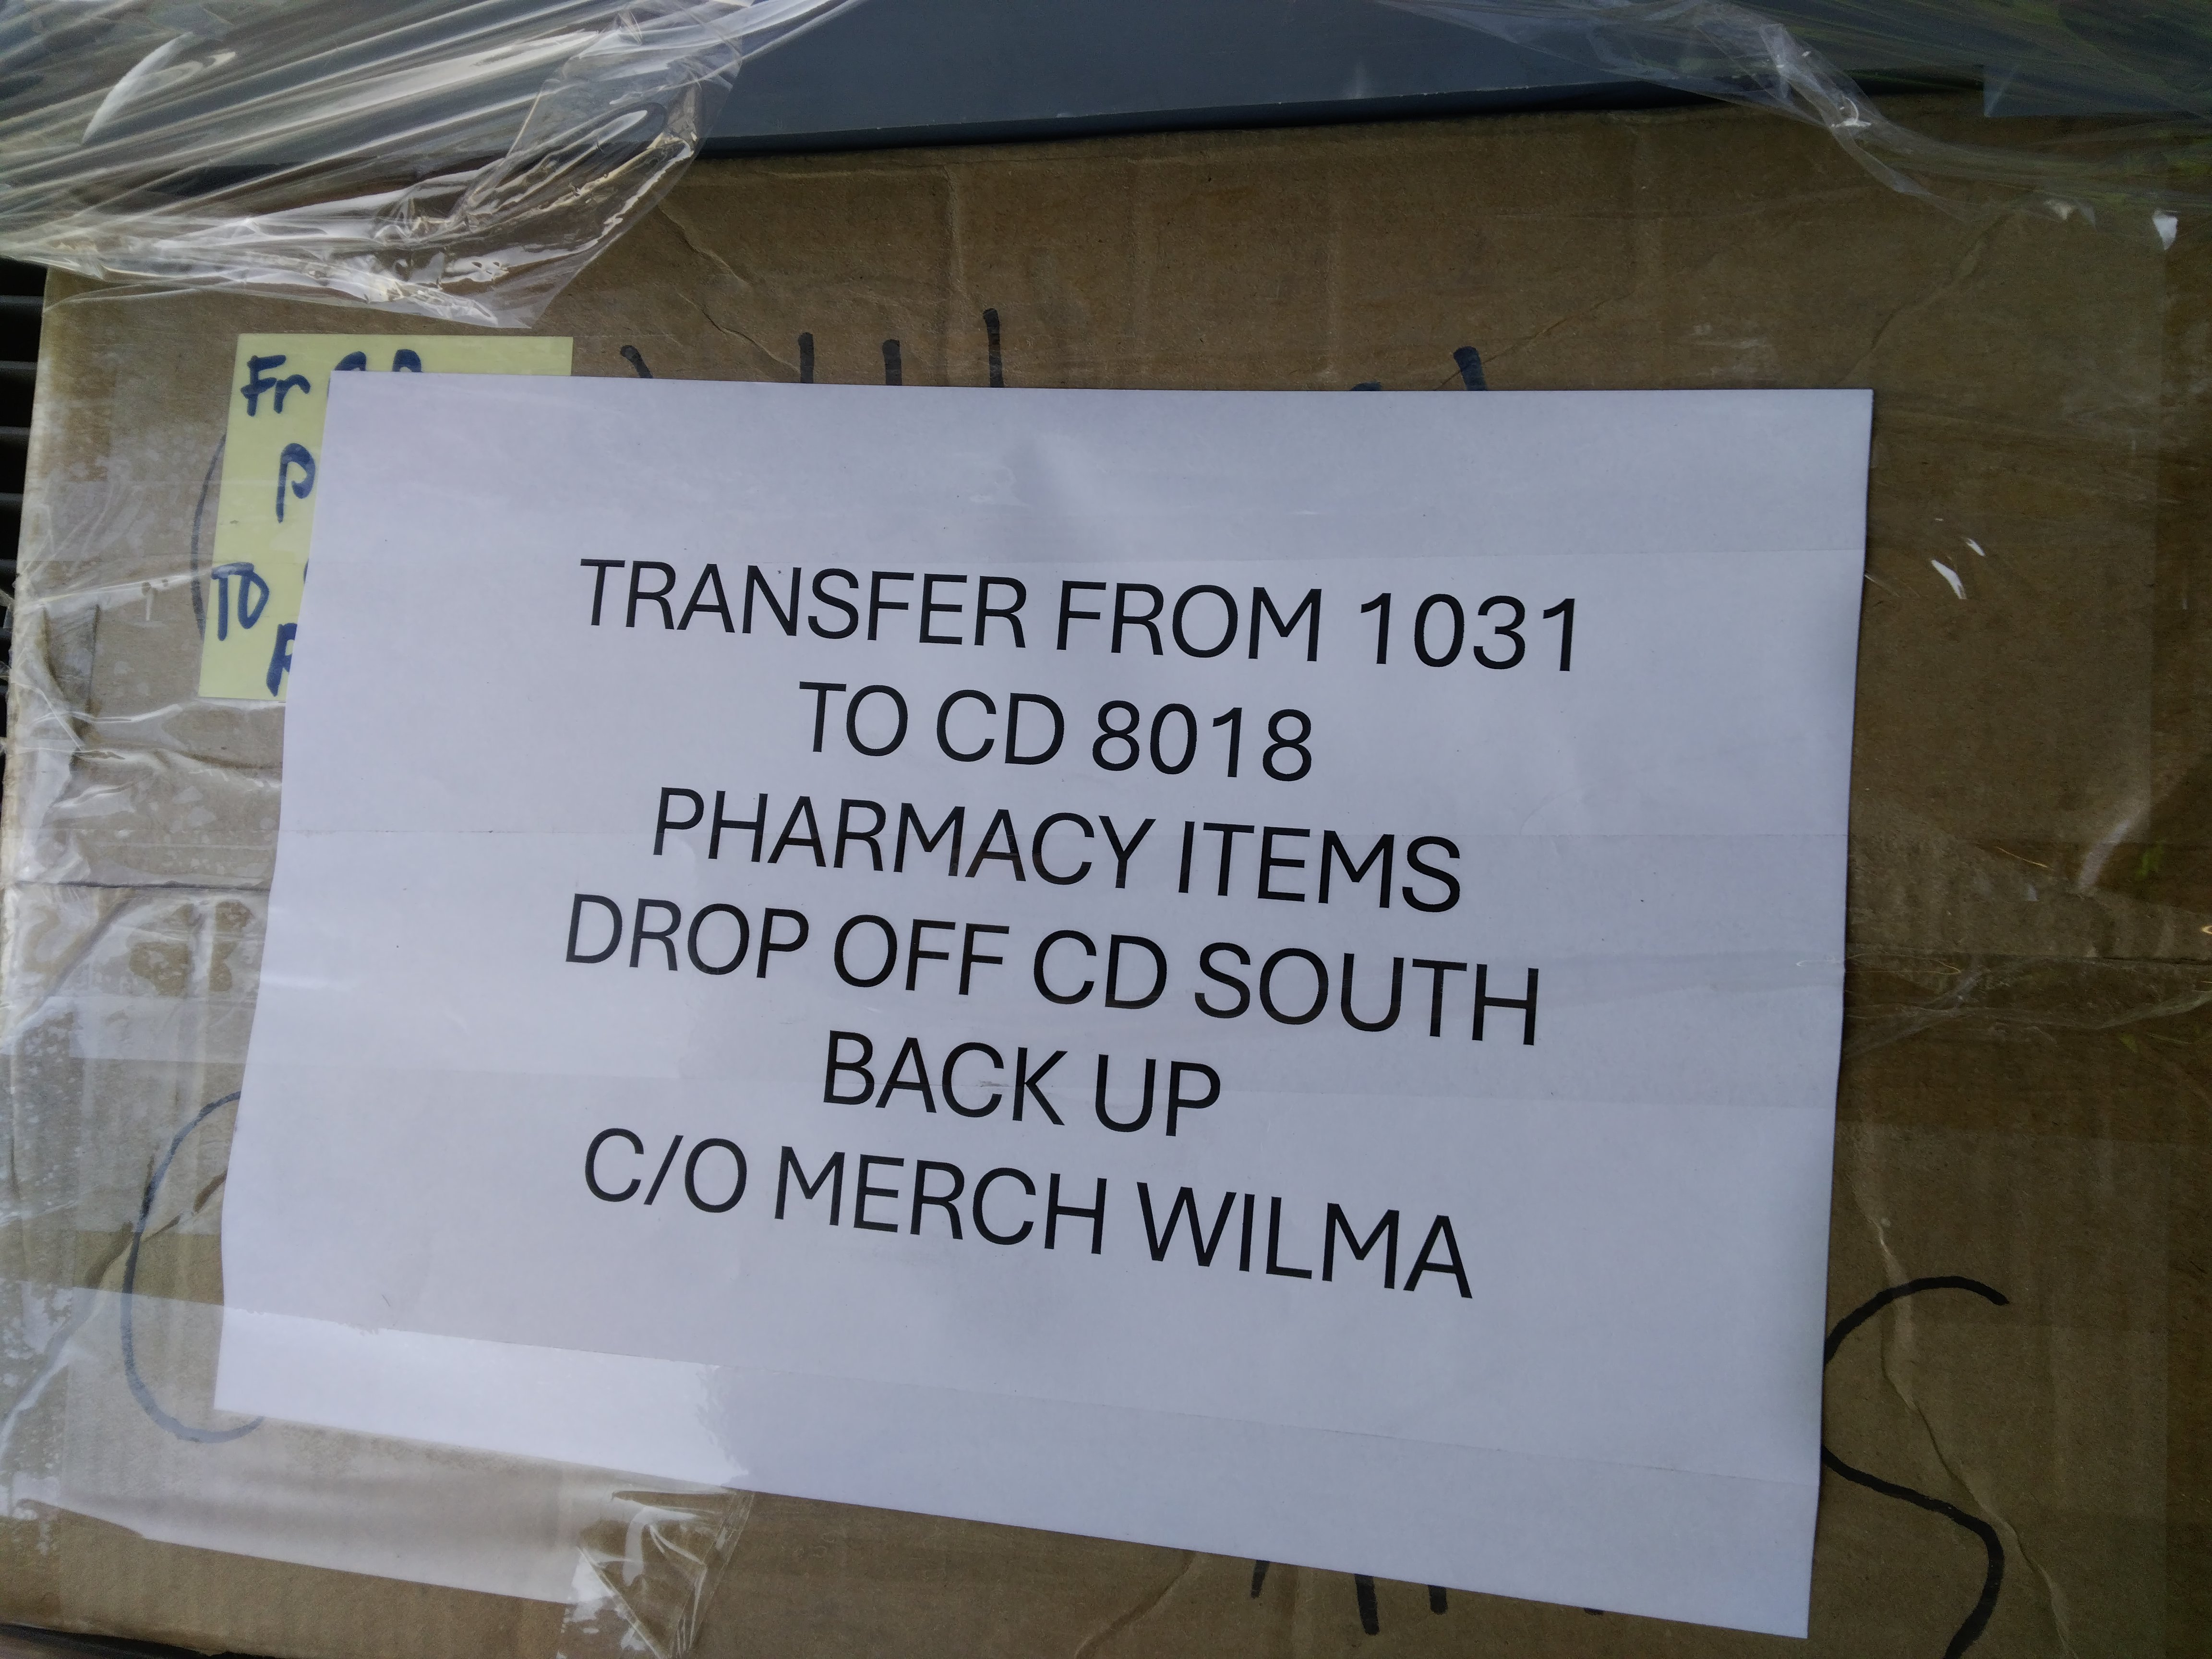 Fr
P
TO
TRANSFER FROM 1031
TO CD 8018
PHARMACY ITEMS
DROP OFF CD SOUTH
BACK UP
C/O MERCH WILMA